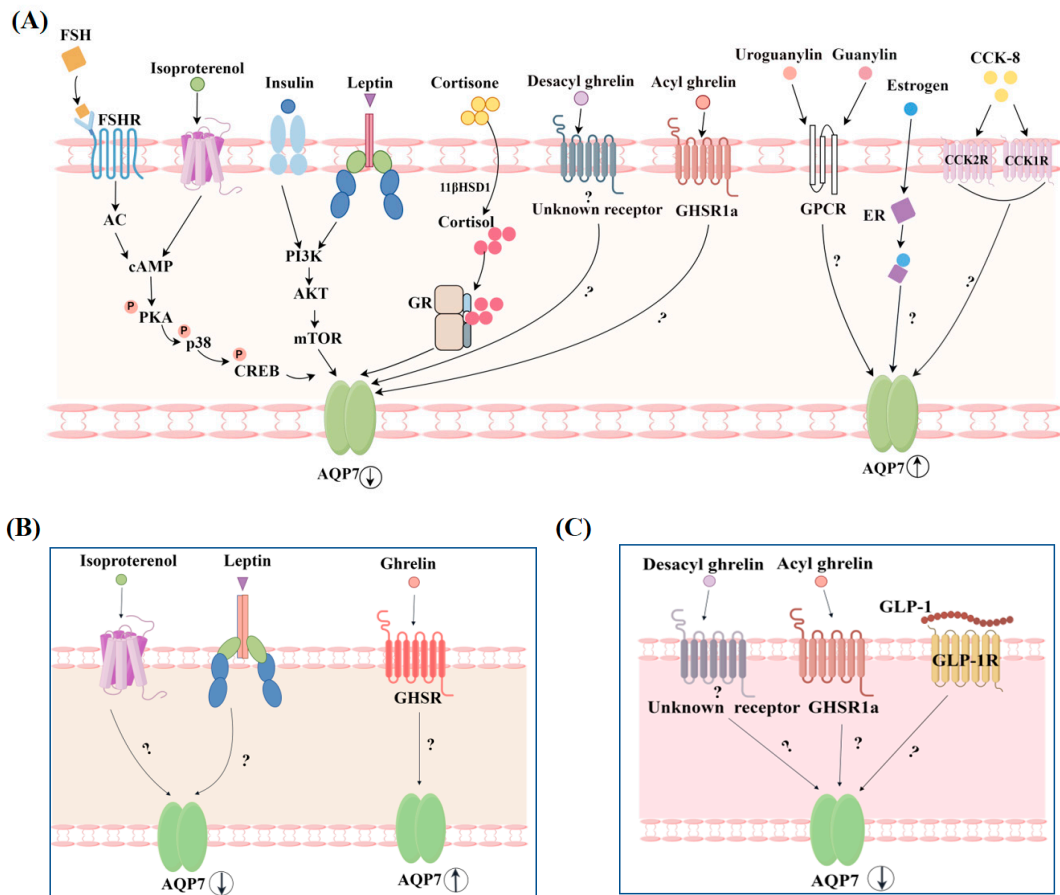 (A)
FSH
Isoproterenol
Insulin
Leptin
Cortisone
Desacyl ghrelin
Acyl ghrelin
Uroguanylin
Guanylin
Estrogen
CCK-8
FSHR
CCK2R
CCK1R
11βHSD1
?
Unknown receptor
GHSR1a
GPCR
ER
AC
Cortisol
cAMP
PI3K
AKT
mTOR
GR
P
PKA
P
p38
P
CREB
?
?
?
?
?
AQP7 ↓
AQP7 ↑
(B)
Isoproterenol
Leptin
Ghrelin
GHSR
?
?
?
AQP7 ↓
AQP7 ↑
(C)
Desacyl ghrelin
Acyl ghrelin
GLP-1
GLP-1R
?
Unknown receptor
GHSR1a
?
?
?
AQP7 ↓